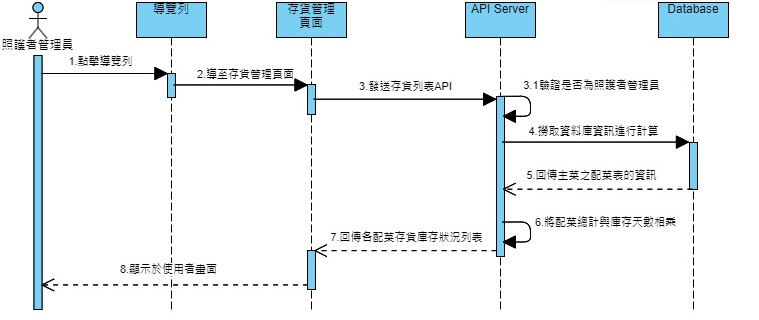 導覽列
存貨管理
頁面
API Server
Database
照護者管理員
1.點擊導覽列
2.導至存貨管理頁面
3.發送存貨列表API
3.1驗證是否為照護者管理員
4.撈取資料庫資訊進行計算
5.回傳主菜之配菜表的資訊
6.將配菜總計與庫存天數相乘
7.回傳各配菜存貨庫存狀況列表
8.顯示於使用者畫面